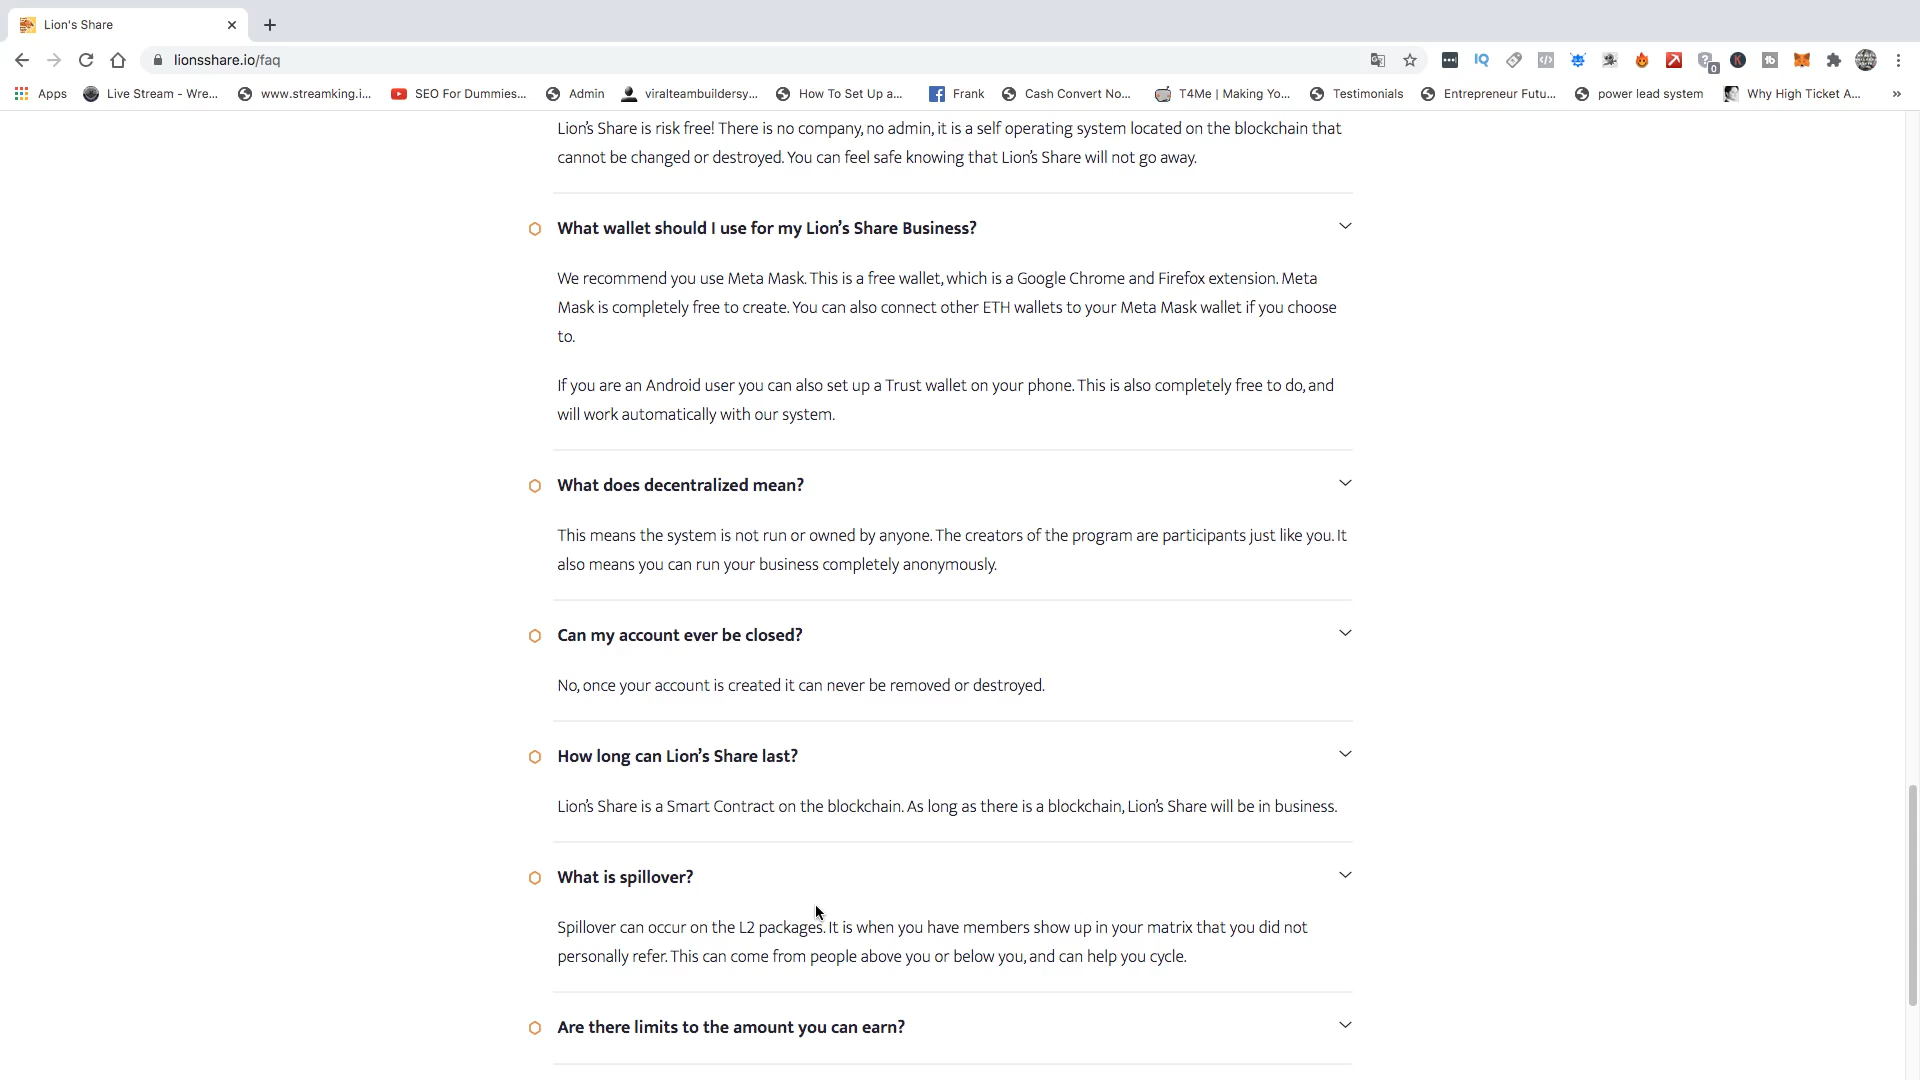 Lion's Share
lionsshare.io/faq
IQ
0
K
tb
Apps
Live Stream - Wre...
www.streamking.i...
SEO For Dummies...
Admin
viralteambuildersy...
How To Set Up a...
Frank
Cash Convert No...
T4Me | Making Yo...
Testimonials
Entrepreneur Futu...
power lead system
Why High Ticket A...
»
Lion's Share is risk free! There is no company, no admin, it is a self operating system located on the blockchain that
cannot be changed or destroyed. You can feel safe knowing that Lion's Share will not go away.
What wallet should I use for my Lion's Share Business?
We recommend you use Meta Mask. This is a free wallet, which is a Google Chrome and Firefox extension. Meta
Mask is completely free to create. You can also connect other ETH wallets to your Meta Mask wallet if you choose
to.
If you are an Android user you can also set up a Trust wallet on your phone. This is also completely free to do, and
will work automatically with our system.
What does decentralized mean?
This means the system is not run or owned by anyone. The creators of the program are participants just like you. It
also means you can run your business completely anonymously.
Can my account ever be closed?
No, once your account is created it can never be removed or destroyed.
How long can Lion's Share last?
Lion's Share is a Smart Contract on the blockchain. As long as there is a blockchain, Lion's Share will be in business.
What is spillover?
Spillover can occur on the L2 packages. It is when you have members show up in your matrix that you did not
personally refer. This can come from people above you or below you, and can help you cycle.
Are there limits to the amount you can earn?